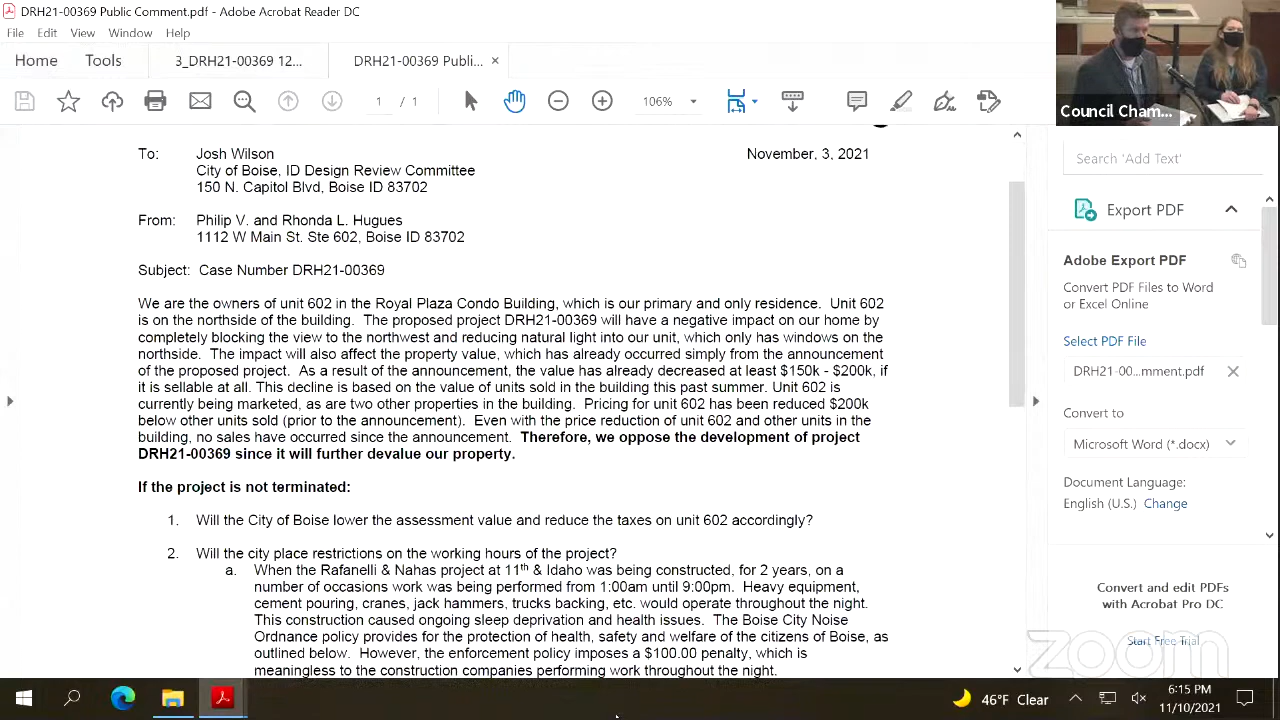 DRH21-00369 Public Comment.pdf - Adobe Acrobat Reader DC
File Edit View Window Help
Home Tools 3_DRH21-00369 12... DRH21-00369 Publi... ×
1 / 1 106%
Council Cham...
To: Josh Wilson November, 3, 2021
City of Boise, ID Design Review Committee
150 N. Capitol Blvd, Boise ID 83702
From: Philip V. and Rhonda L. Hugues
1112 W Main St. Ste 602, Boise ID 83702
Subject: Case Number DRH21-00369
We are the owners of unit 602 in the Royal Plaza Condo Building, which is our primary and only residence. Unit 602
is on the northside of the building. The proposed project DRH21-00369 will have a negative impact on our home by
completely blocking the view to the northwest and reducing natural light into our unit, which only has windows on the
northside. The impact will also affect the property value, which has already occurred simply from the announcement
of the proposed project. As a result of the announcement, the value has already decreased at least $150k - $200k, if
it is sellable at all. This decline is based on the value of units sold in the building this past summer. Unit 602 is
currently being marketed, as are two other properties in the building. Pricing for unit 602 has been reduced $200k
below other units sold (prior to the announcement). Even with the price reduction of unit 602 and other units in the
building, no sales have occurred since the announcement. Therefore, we oppose the development of project
DRH21-00369 since it will further devalue our property.
If the project is not terminated:
1. Will the City of Boise lower the assessment value and reduce the taxes on unit 602 accordingly?
2. Will the city place restrictions on the working hours of the project?
a. When the Rafanelli & Nahas project at 11th & Idaho was being constructed, for 2 years, on a
number of occasions work was being performed from 1:00am until 9:00pm. Heavy equipment,
cement pouring, cranes, jack hammers, trucks backing, etc. would operate throughout the night.
This construction caused ongoing sleep deprivation and health issues. The Boise City Noise
Ordnance policy provides for the protection of health, safety and welfare of the citizens of Boise, as
outlined below. However, the enforcement policy imposes a $100.00 penalty, which is
meaningless to the construction companies performing work throughout the night.
Search 'Add Text'
Export PDF
Adobe Export PDF
Convert PDF Files to Word
or Excel Online
Select PDF File
DRH21-00...mment.pdf
Convert to
Microsoft Word (*.docx)
Document Language:
English (U.S.) Change
Convert and edit PDFs
with Acrobat Pro DC
Start Free Trial
zoom
46°F Clear
6:15 PM
11/10/2021